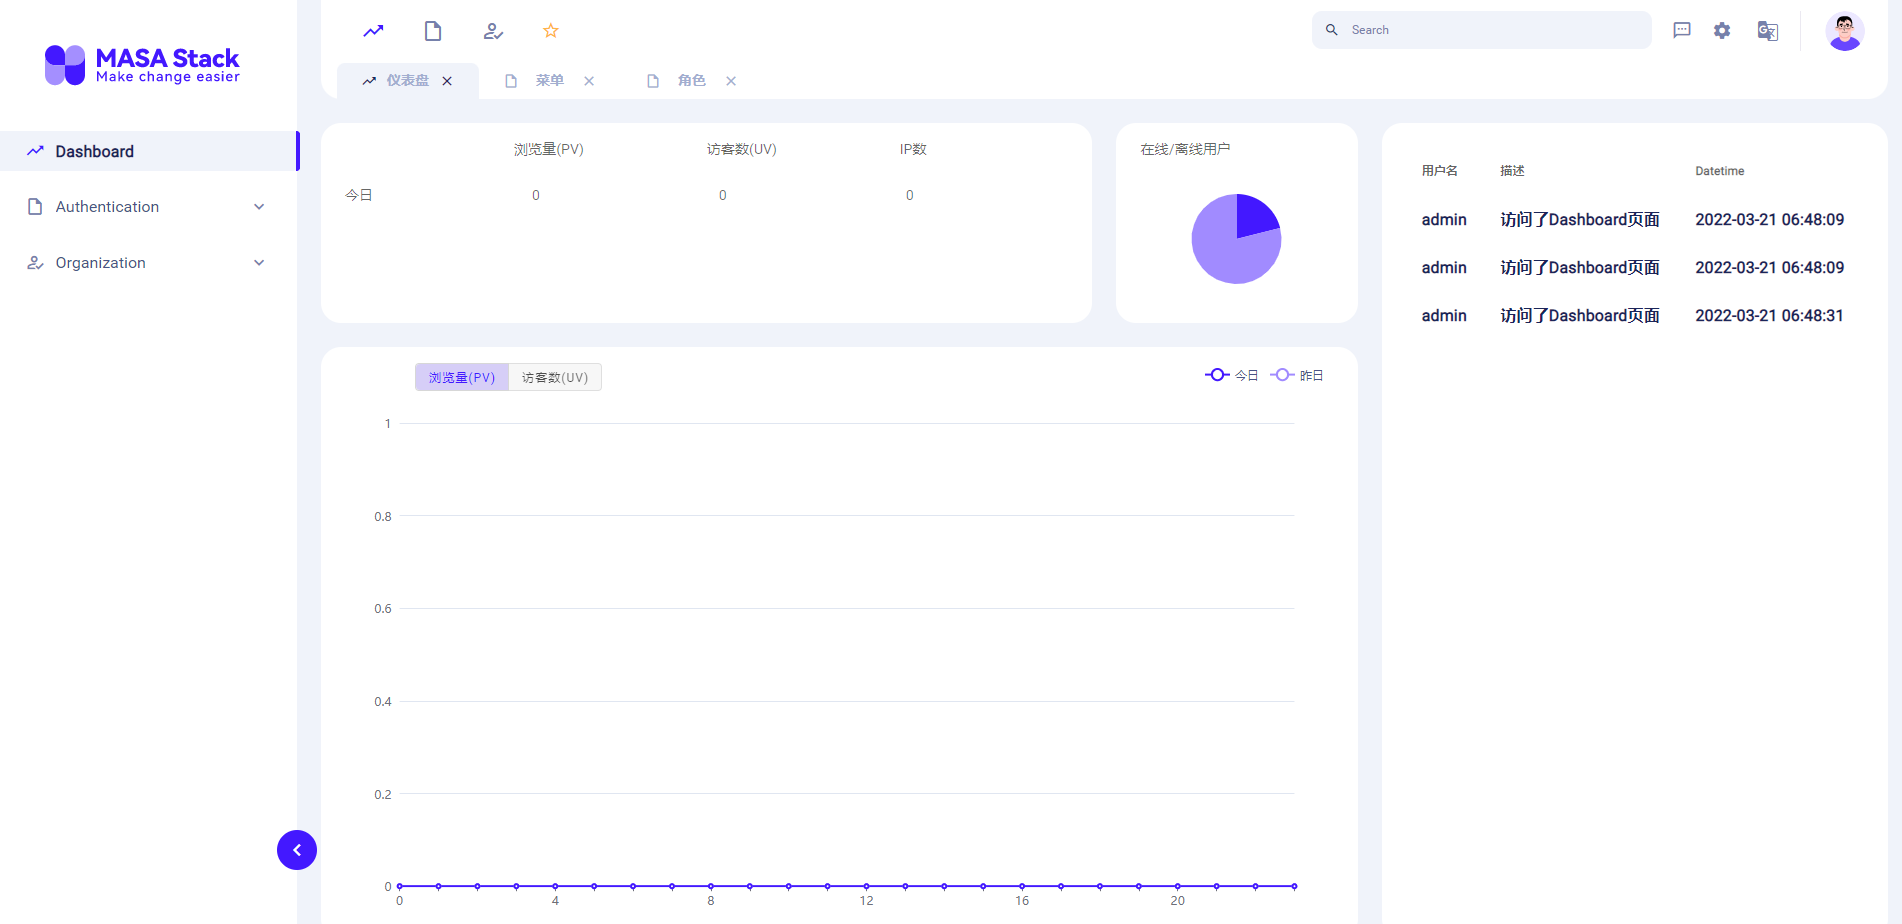 MASA Stack
Make change easier
Dashboard
Authentication
Organization
Search
仪表盘 菜单 角色
浏览量(PV) 访客数(UV) IP数
今日 0 0 0
在线/离线用户
用户名 描述 Datetime
admin 访问了Dashboard页面 2022-03-21 06:48:09
admin 访问了Dashboard页面 2022-03-21 06:48:09
admin 访问了Dashboard页面 2022-03-21 06:48:31
浏览量(PV) 访客数(UV)
今日 昨日
1
0.8
0.6
0.4
0.2
0
0 4 8 12 16 20